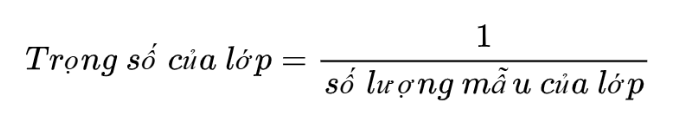 Trọng số của lớp = 1 / số lượng mẫu của lớp